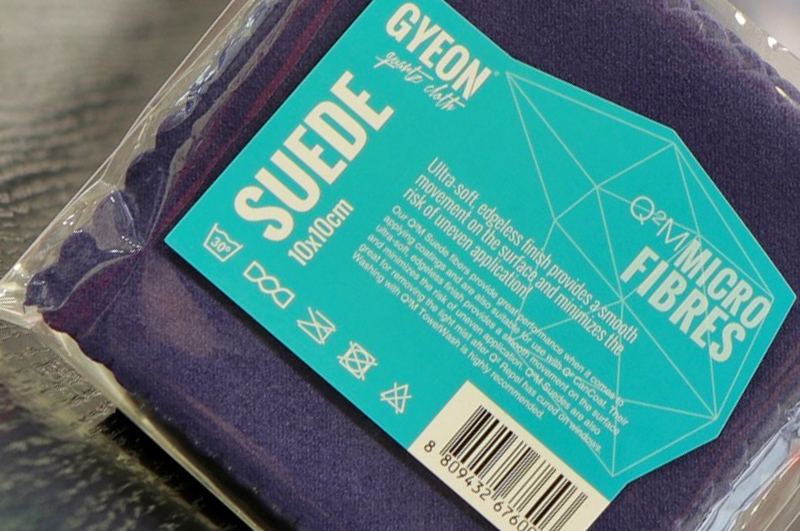 GYEON
quartz cloth
SUEDE
10x10cm
30°
Ultra-soft, edgeless finish provides a smooth
movement on the surface and minimizes the
risk of uneven application!
Our Q²M Suede fibers provide great performance when it comes to
applying coatings and are also suitable for use with Q² CanCoat. Their
ultra-soft, edgeless finish provides a smooth movement on the surface
and minimizes the risk of uneven application. Q²M Suedes are also
great for removing the light mist after Q² Repel has cured on windows.
Washing with Q²M TowelWash is highly recommended.
Q²M MICRO
FIBRES
8 809432 6760